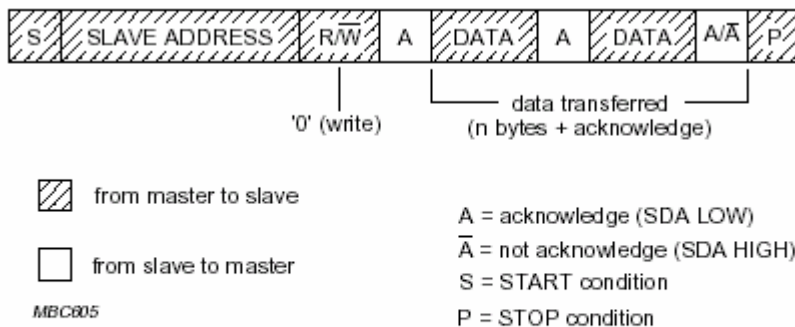 S SLAVE ADDRESS R/W̅ A DATA A DATA A/A̅ P
'0' (write)
data transferred
(n bytes + acknowledge)
from master to slave
from slave to master
MBC605
A = acknowledge (SDA LOW)
A̅ = not acknowledge (SDA HIGH)
S = START condition
P = STOP condition